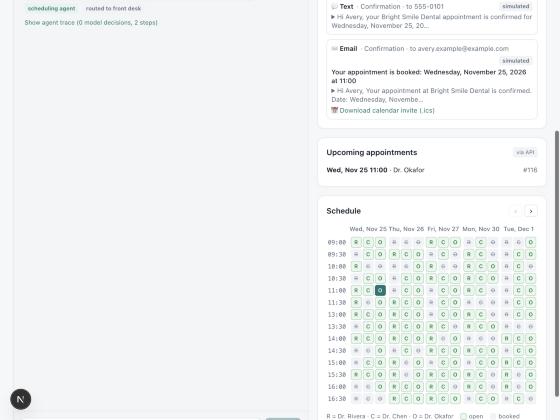 scheduling agent routed to front desk
Show agent trace (0 model decisions, 2 steps)
Text · Confirmation · to 555-0101
simulated
▶ Hi Avery, your Bright Smile Dental appointment is confirmed for
Wednesday, November 25, 20...
Email · Confirmation · to avery.example@example.com
simulated
Your appointment is booked: Wednesday, November 25, 2026
at 11:00
▶ Hi Avery, Your appointment at Bright Smile Dental is confirmed.
Date: Wednesday, Novembe...
Download calendar invite (.ics)
Upcoming appointments via API
Wed, Nov 25 11:00 · Dr. Okafor #116
Schedule ‹ ›
Wed, Nov 25 Thu, Nov 26 Fri, Nov 27 Mon, Nov 30 Tue, Dec 1
09:00 R C O R C O R C O R C O R C O
09:30 R C O R C O R C O R C O R C O
10:00 R C O R C O R C O R C O R C O
10:30 R C O R C O R C O R C O R C O
11:00 R C O R C O R C O R C O R C O
11:30 R C O R C O R C O R C O R C O
13:00 R C O R C O R C O R C O R C O
13:30 R C O R C O R C O R C O R C O
14:00 R C O R C O R C O R C O R C O
14:30 R C O R C O R C O R C O R C O
15:00 R C O R C O R C O R C O R C O
15:30 R C O R C O R C O R C O R C O
16:00 R C O R C O R C O R C O R C O
16:30 R C O R C O R C O R C O R C O
R = Dr. Rivera · C = Dr. Chen · O = Dr. Okafor open booked
N